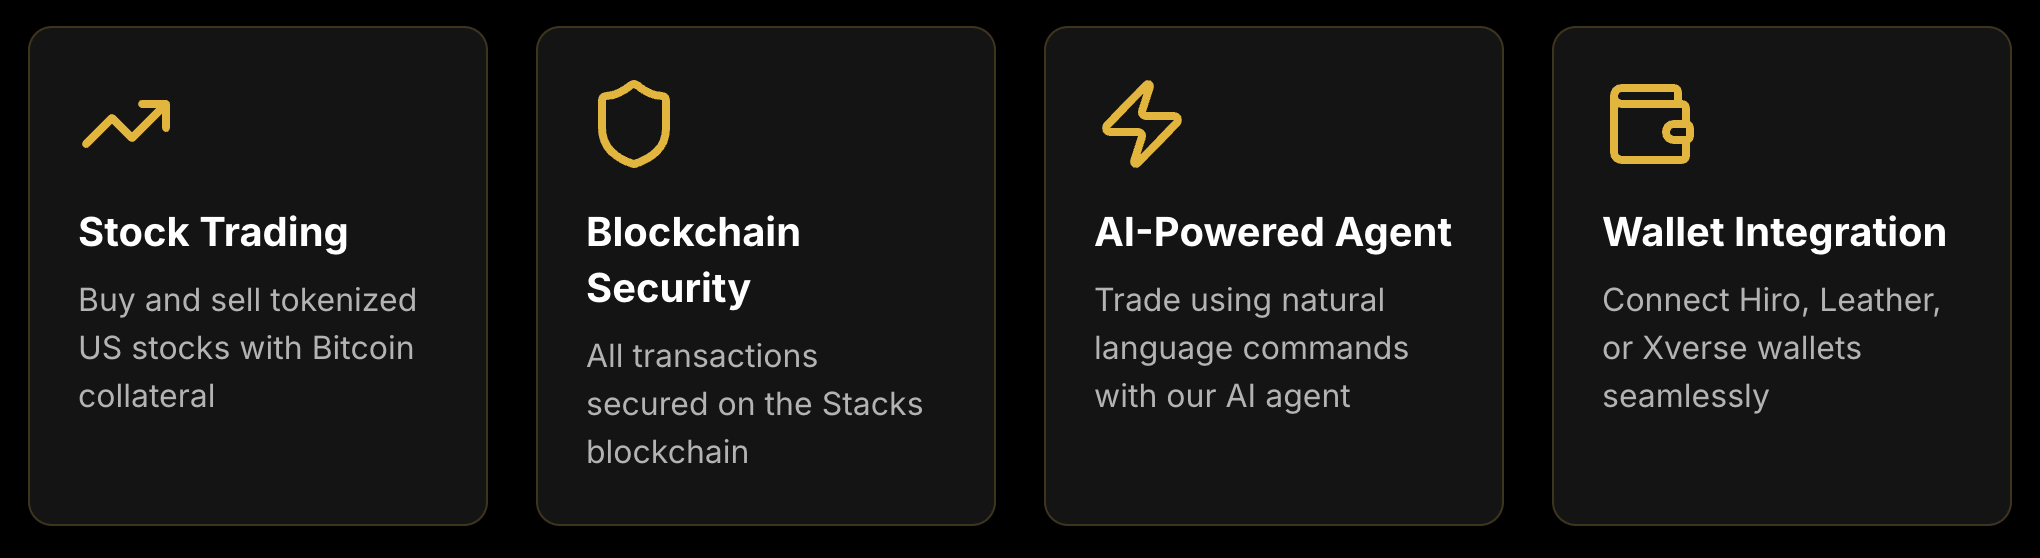 Stock Trading
Buy and sell tokenized
US stocks with Bitcoin
collateral
Blockchain
Security
All transactions
secured on the Stacks
blockchain
AI-Powered Agent
Trade using natural
language commands
with our AI agent
Wallet Integration
Connect Hiro, Leather,
or Xverse wallets
seamlessly